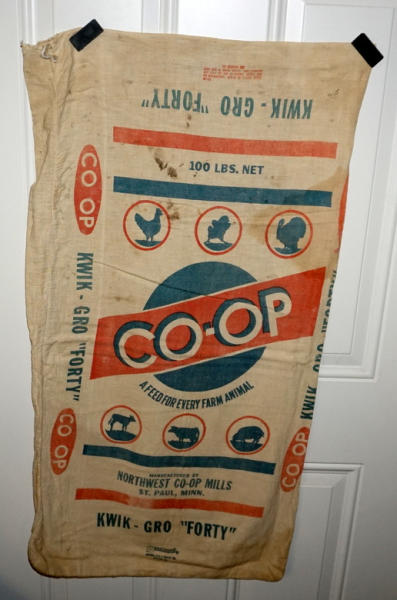 KWIK - GRO "FORTY"
100 LBS. NET
CO-OP
A FEED FOR EVERY FARM ANIMAL
MANUFACTURED BY
NORTHWEST CO-OP MILLS
ST. PAUL, MINN.
KWIK - GRO "FORTY"
CO OP
KWIK - GRO "FORTY"
CO OP
KWIK - GRO "FORTY"
CO OP